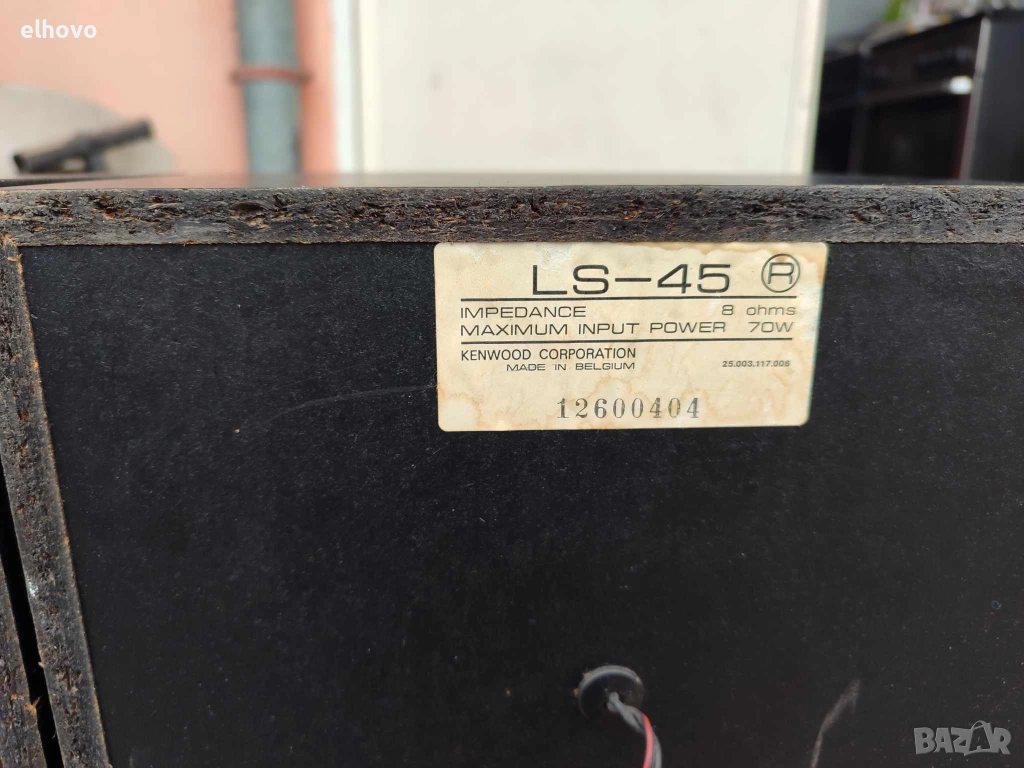 elhovo
LS-45 R
IMPEDANCE 8 ohms
MAXIMUM INPUT POWER 70W
KENWOOD CORPORATION
MADE IN BELGIUM 25.003.117.006
12600404
BAZAR